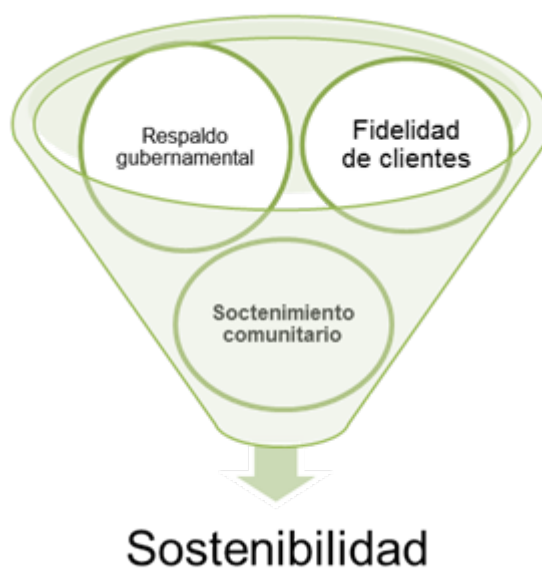 Respaldo
gubernamental
Fidelidad
de clientes
Soctenimiento
comunitario
Sostenibilidad